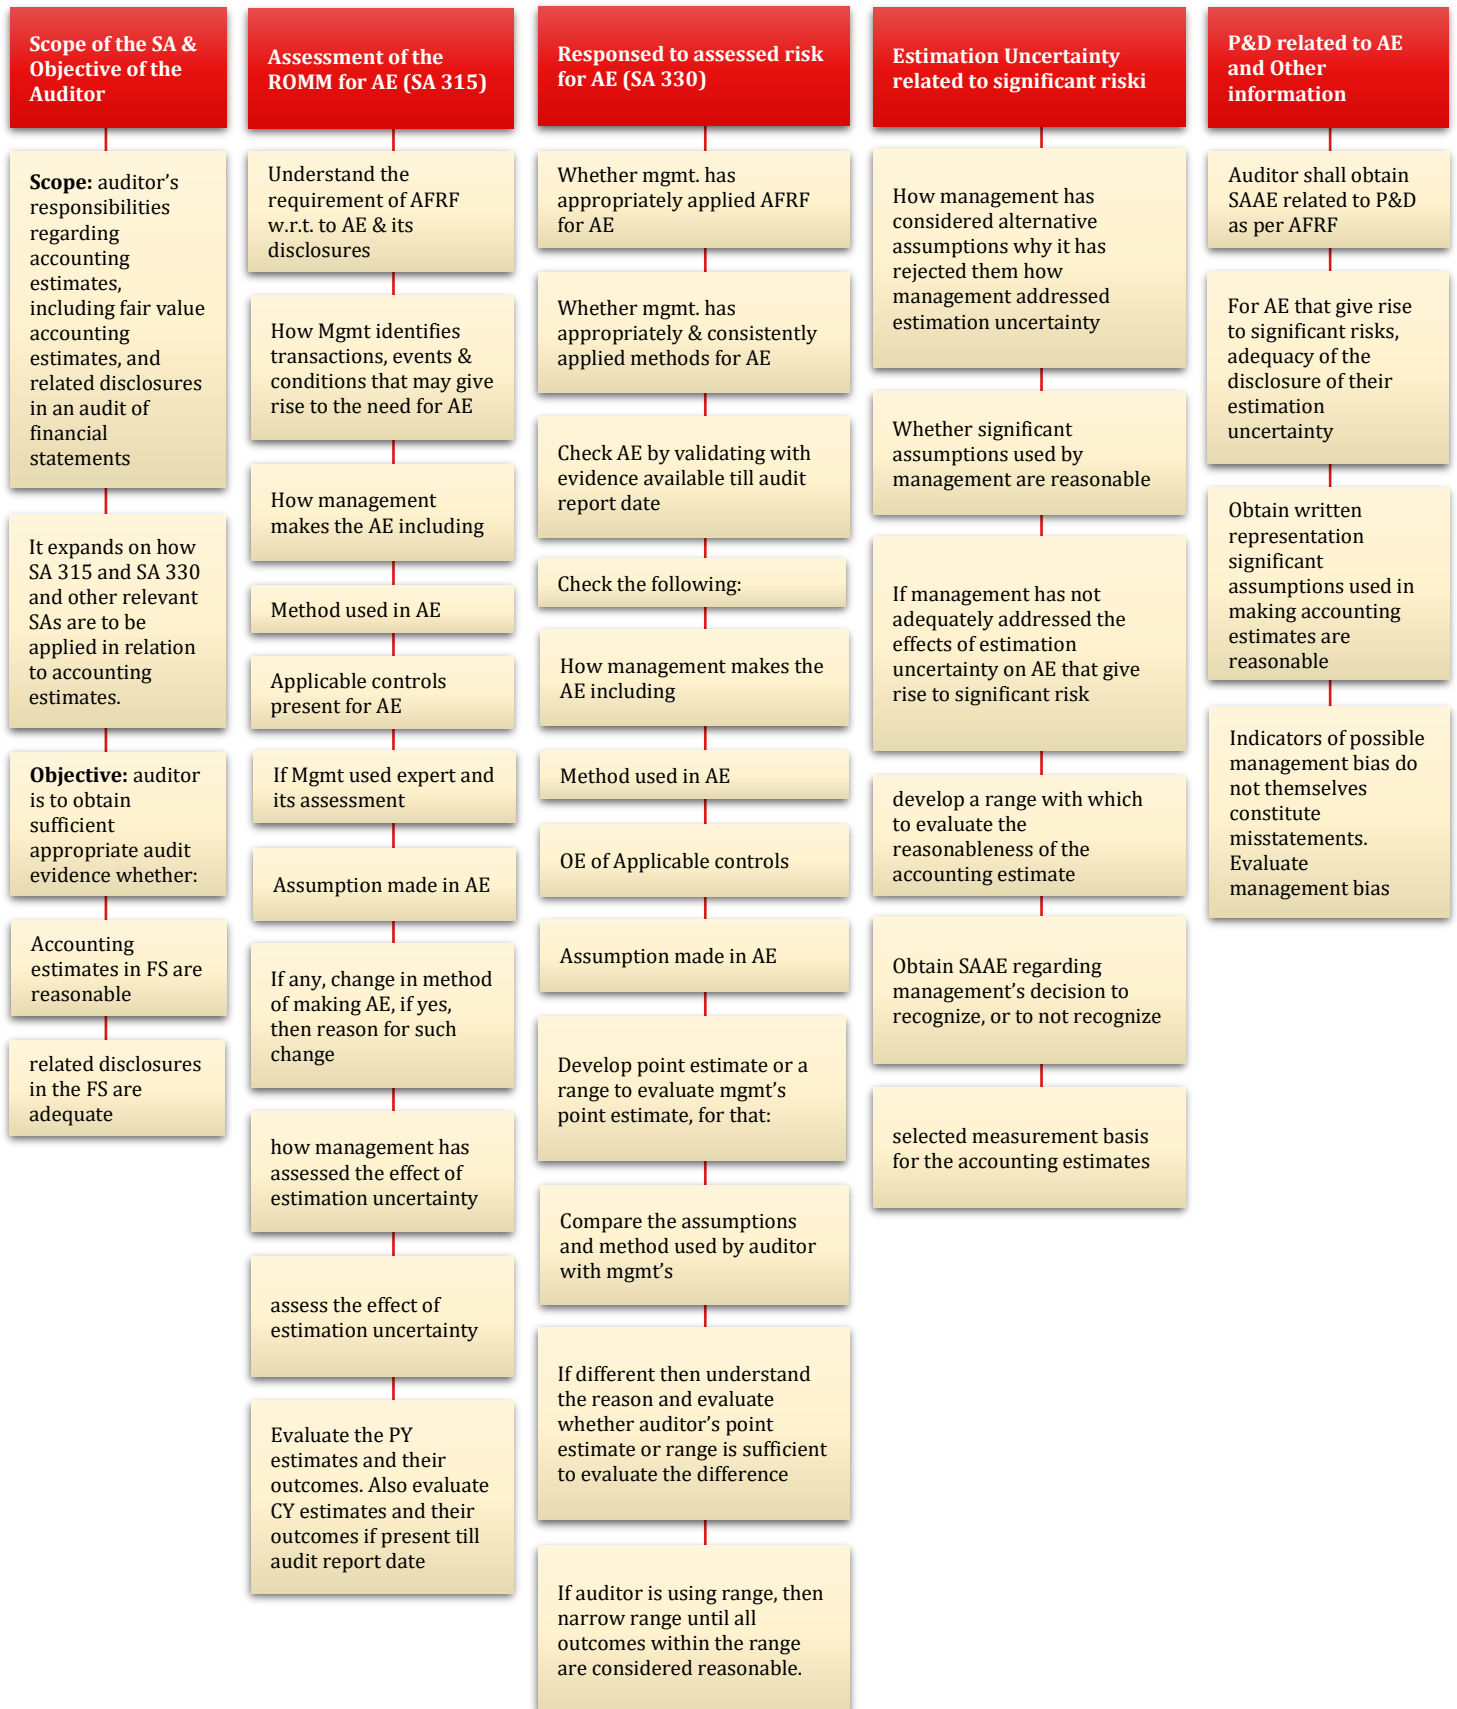 Scope of the SA &
Objective of the
Auditor
Scope: auditor’s
responsibilities
regarding
accounting
estimates,
including fair value
accounting
estimates, and
related disclosures
in an audit of
financial
statements
It expands on how
SA 315 and SA 330
and other relevant
SAs are to be
applied in relation
to accounting
estimates.
Objective: auditor
is to obtain
sufficient
appropriate audit
evidence whether:
Accounting
estimates in FS are
reasonable
related disclosures
in the FS are
adequate
Assessment of the
ROMM for AE (SA 315)
Understand the
requirement of AFRF
w.r.t. to AE & its
disclosures
How Mgmt identifies
transactions, events &
conditions that may give
rise to the need for AE
How management
makes the AE including
Method used in AE
Applicable controls
present for AE
If Mgmt used expert and
its assessment
Assumption made in AE
If any, change in method
of making AE, if yes,
then reason for such
change
how management has
assessed the effect of
estimation uncertainty
assess the effect of
estimation uncertainty
Evaluate the PY
estimates and their
outcomes. Also evaluate
CY estimates and their
outcomes if present till
audit report date
Responsed to assessed risk
for AE (SA 330)
Whether mgmt. has
appropriately applied AFRF
for AE
Whether mgmt. has
appropriately & consistently
applied methods for AE
Check AE by validating with
evidence available till audit
report date
Check the following:
How management makes the
AE including
Method used in AE
OE of Applicable controls
Assumption made in AE
Develop point estimate or a
range to evaluate mgmt’s
point estimate, for that:
Compare the assumptions
and method used by auditor
with mgmt’s
If different then understand
the reason and evaluate
whether auditor’s point
estimate or range is sufficient
to evaluate the difference
If auditor is using range, then
narrow range until all
outcomes within the range
are considered reasonable.
Estimation Uncertainty
related to significant riski
How management has
considered alternative
assumptions why it has
rejected them how
management addressed
estimation uncertainty
Whether significant
assumptions used by
management are reasonable
If management has not
adequately addressed the
effects of estimation
uncertainty on AE that give
rise to significant risk
develop a range with which
to evaluate the
reasonableness of the
accounting estimate
Obtain SAAE regarding
management’s decision to
recognize, or to not recognize
selected measurement basis
for the accounting estimates
P&D related to AE
and Other
information
Auditor shall obtain
SAAE related to P&D
as per AFRF
For AE that give rise
to significant risks,
adequacy of the
disclosure of their
estimation
uncertainty
Obtain written
representation
significant
assumptions used in
making accounting
estimates are
reasonable
Indicators of possible
management bias do
not themselves
constitute
misstatements.
Evaluate
management bias